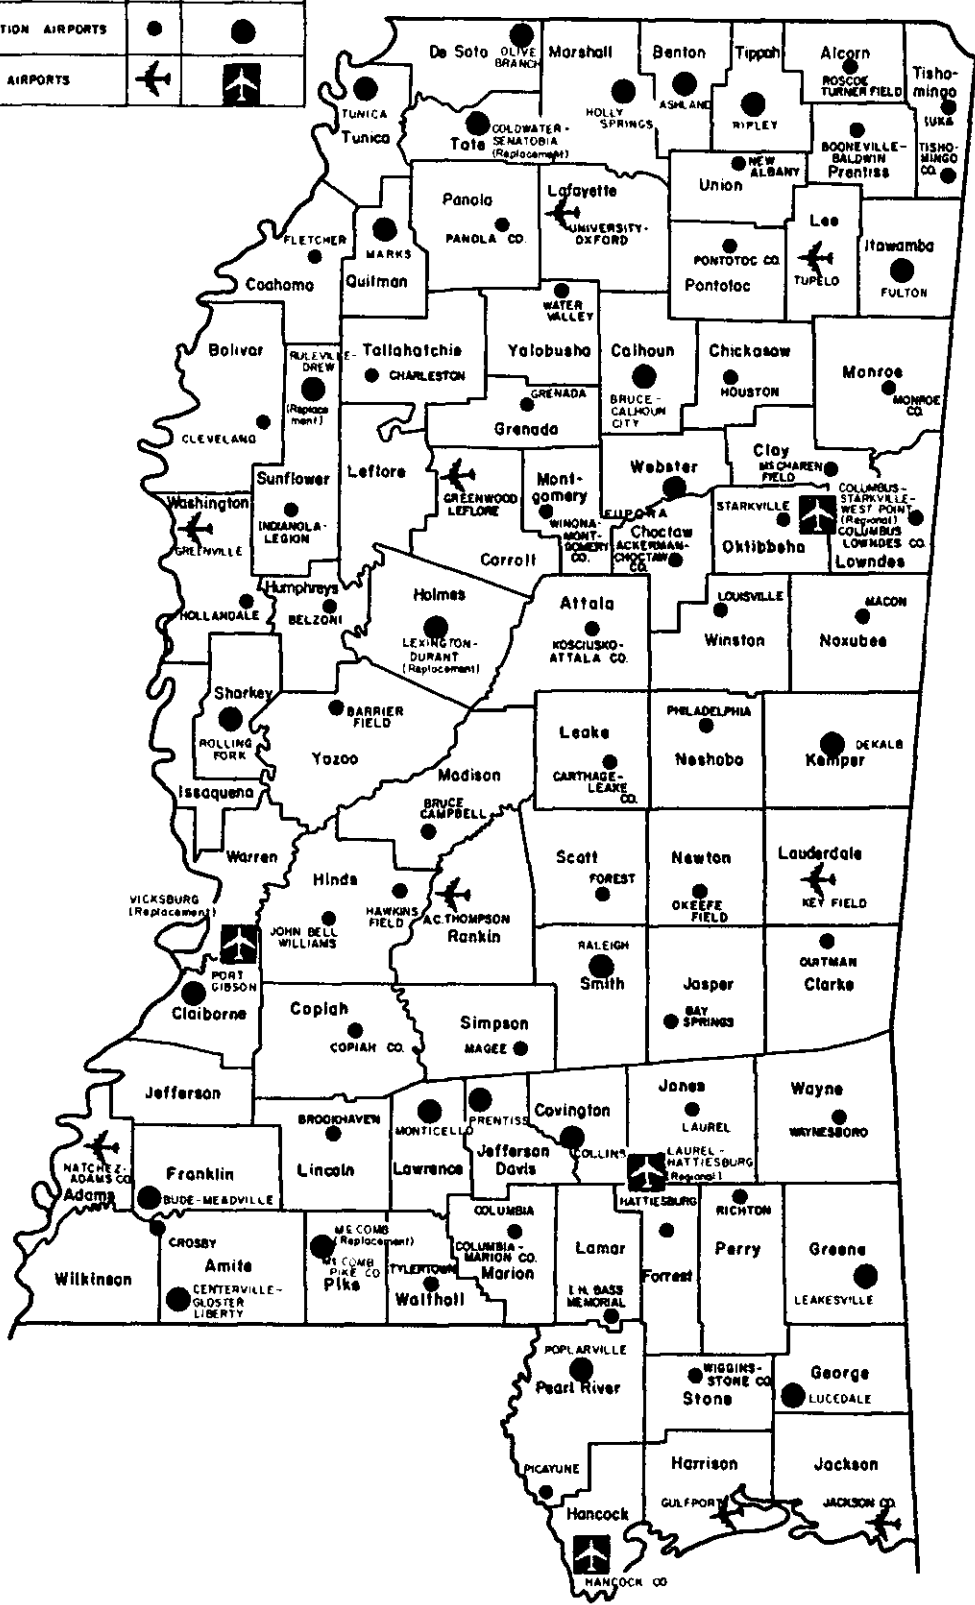 TION AIRPORTS
AIRPORTS
De Soto
OLIVE
BRANCH
Marshall
Benton
Tippah
Alcorn
ROSCOE
TURNER FIELD
Tisho-
mingo
IUKA
TUNICA
Tunica
Tate
COLDWATER-
SENATOBIA
(Replacement)
HOLLY
SPRINGS
ASHLAND
RIPLEY
BOONEVILLE-
BALDWIN
Prentiss
TISHO-
MINGO
CO.
NEW
ALBANY
Union
Panola
PANOLA CO.
Lafayette
UNIVERSITY-
OXFORD
Lee
TUPELO
Itawamba
FULTON
PONTOTOC CO.
Pontotoc
FLETCHER
Coahoma
MARKS
Quitman
WATER
VALLEY
Bolivar
CLEVELAND
RULEVILLE-
DREW
(Replace
ment)
Tallahatchie
CHARLESTON
Yalobusha
Calhoun
BRUCE-
CALHOUN
CITY
Chickasaw
HOUSTON
Monroe
MONROE
CO.
GRENADA
Grenada
Sunflower
INDIANOLA-
LEGION
Leflore
GREENWOOD
LEFLORE
Mont-
gomery
WINONA-
MONT-
GOMERY
CO.
Webster
EUPORA
Clay
McCHAREN
FIELD
Washington
GREENVILLE
HOLLANDALE
Choctaw
ACKERMAN-
CHOCTAW
CO.
STARKVILLE
Oktibbeha
COLUMBUS-
STARKVILLE-
WEST POINT
(Regional)
COLUMBUS
LOWNDES CO.
Lowndes
Carroll
Humphreys
BELZONI
Holmes
LEXINGTON-
DURANT
(Replacement)
Attala
KOSCIUSKO-
ATTALA CO.
LOUISVILLE
Winston
MACON
Noxubee
Sharkey
ROLLING
FORK
BARRIER
FIELD
Yazoo
Leake
CARTHAGE-
LEAKE
CO.
PHILADELPHIA
Neshoba
DEKALB
Kemper
Issaquena
Madison
BRUCE
CAMPBELL
Warren
VICKSBURG
(Replacement)
Hinds
HAWKINS
FIELD
JOHN BELL
WILLIAMS
A.C. THOMPSON
Rankin
Scott
FOREST
Newton
OKEEFE
FIELD
Lauderdale
KEY FIELD
PORT
GIBSON
Claiborne
RALEIGH
Smith
Jasper
BAY
SPRINGS
QUITMAN
Clarke
Copiah
COPIAH CO.
Simpson
MAGEE
Jefferson
BROOKHAVEN
Lincoln
MONTICELLO
Lawrence
PRENTISS
Jefferson
Davis
Covington
COLLINS
Jones
LAUREL
LAUREL-
HATTIESBURG
(Regional)
Wayne
WAYNESBORO
NATCHEZ-
ADAMS CO.
Adams
Franklin
BUDE-MEADVILLE
HATTIESBURG
RICHTON
Wilkinson
CROSBY
Amite
CENTERVILLE-
GLOSTER
LIBERTY
McCOMB
(Replacement)
McCOMB
PIKE CO
Pike
TYLERTOWN
Walthall
COLUMBIA
COLUMBIA-
MARION CO.
Marion
Lamar
I.H. BASS
MEMORIAL
Forrest
Perry
Greene
LEAKESVILLE
POPLARVILLE
Pearl River
WIGGINS-
STONE CO
Stone
George
LUCEDALE
PICAYUNE
Harrison
GULFPORT
Jackson
JACKSON CO.
Hancock
HANCOCK CO